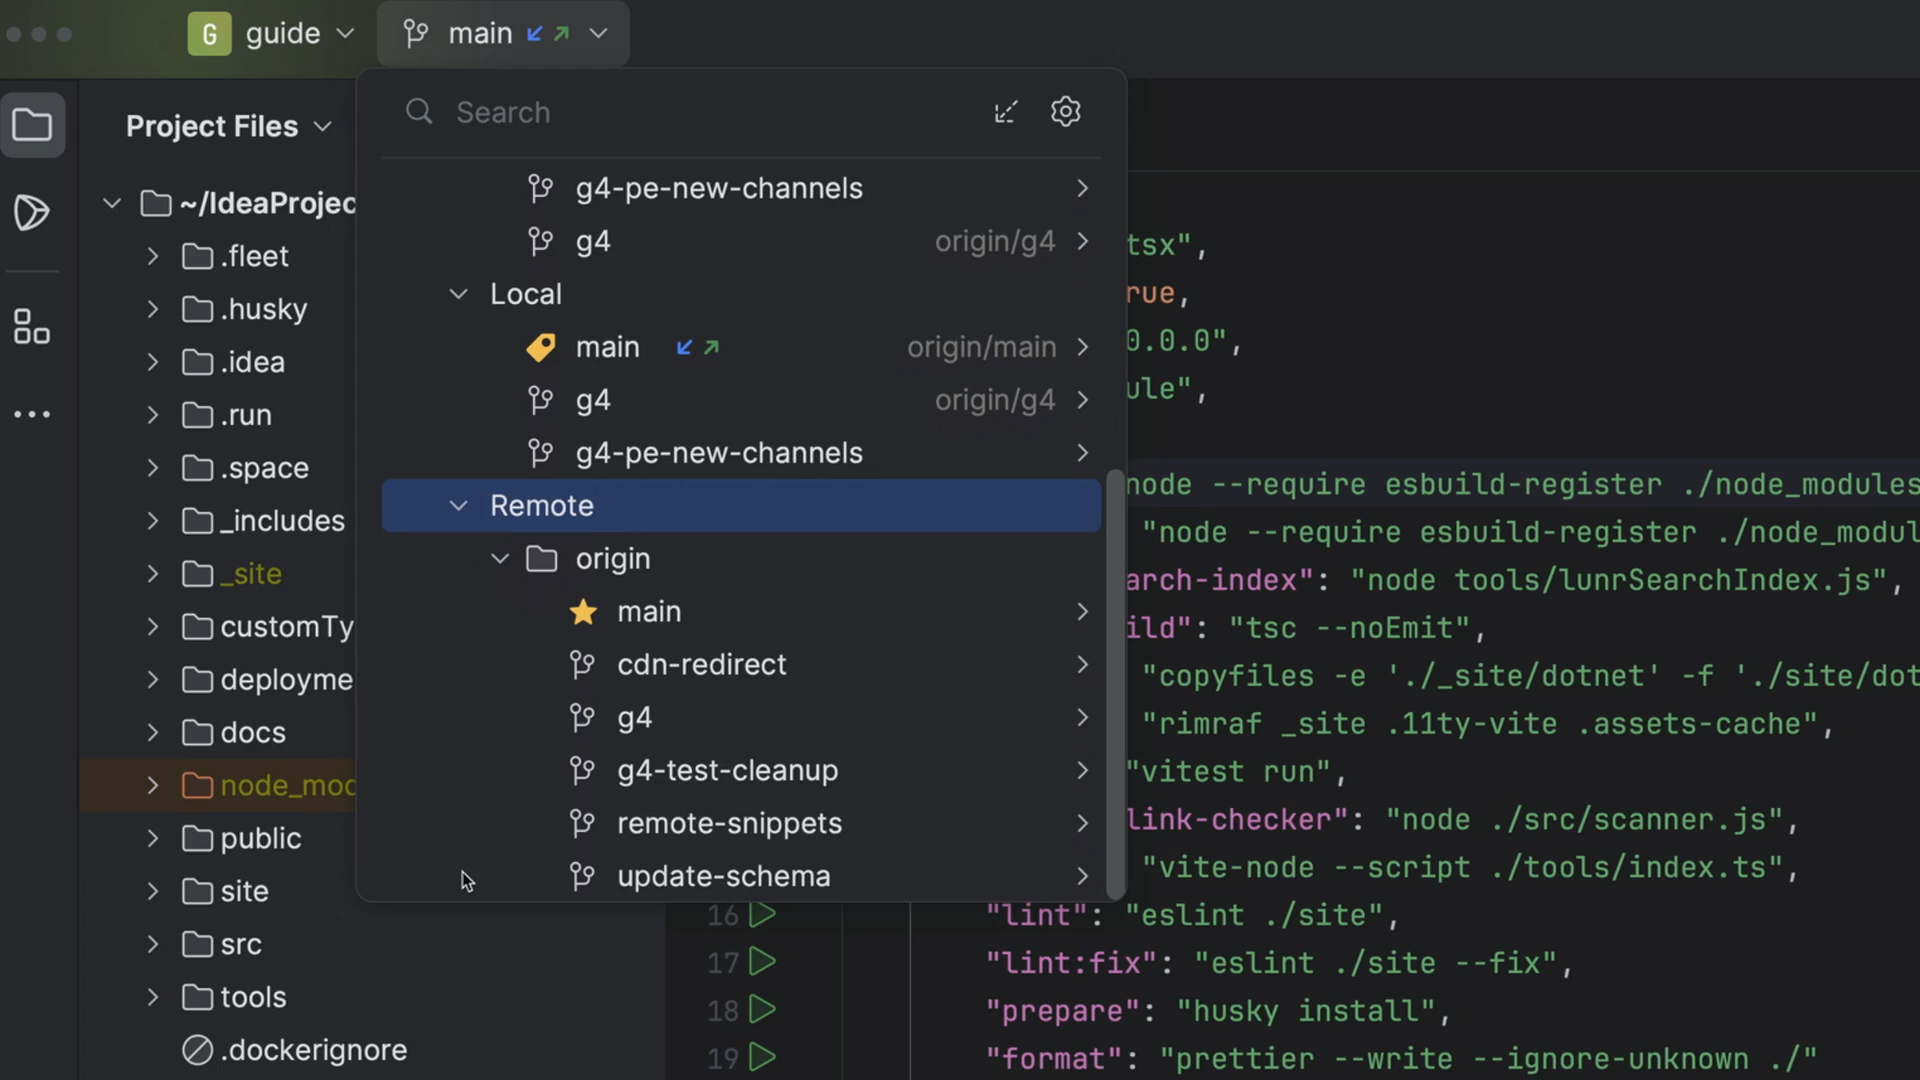 G guide main
Project Files
~/IdeaProjec
.fleet
.husky
.idea
.run
.space
_includes
_site
customTy
deployme
docs
node_mod
public
site
src
tools
.dockerignore
Search
g4-pe-new-channels
g4 origin/g4
Local
main origin/main
g4 origin/g4
g4-pe-new-channels
Remote
origin
main
cdn-redirect
g4
g4-test-cleanup
remote-snippets
update-schema
tsx",
rue,
0.0.0",
ule",
node --require esbuild-register ./node_modules
"node --require esbuild-register ./node_modul
arch-index": "node tools/lunrSearchIndex.js",
ild": "tsc --noEmit",
"copyfiles -e './_site/dotnet' -f './site/dot
"rimraf _site .11ty-vite .assets-cache",
"vitest run",
link-checker": "node ./src/scanner.js",
"vite-node --script ./tools/index.ts",
16 "lint": "eslint ./site",
17 "lint:fix": "eslint ./site --fix",
18 "prepare": "husky install",
19 "format": "prettier --write --ignore-unknown ./"